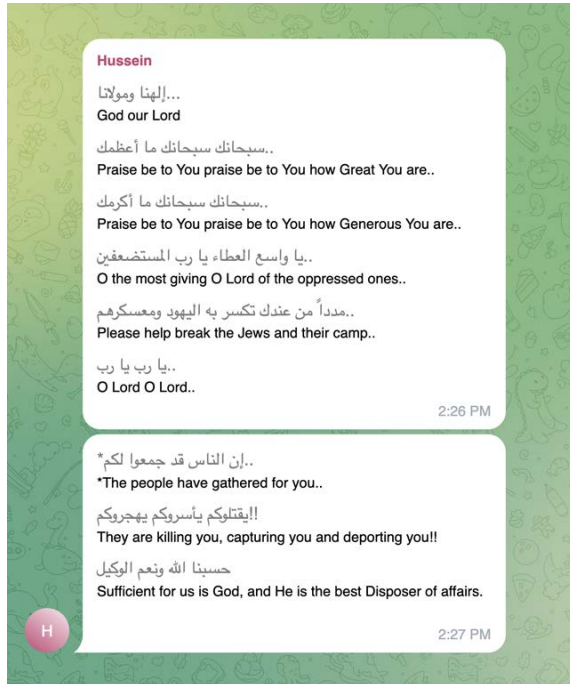 Hussein
إلهنا ومولانا...
God our Lord
سبحانك سبحانك ما أعظمك..
Praise be to You praise be to You how Great You are..
سبحانك سبحانك ما أكرمك..
Praise be to You praise be to You how Generous You are..
يا واسع العطاء يا رب المستضعفين..
O the most giving O Lord of the oppressed ones..
مدداً من عندك تكسر به اليهود ومعسكرهم..
Please help break the Jews and their camp..
يا رب يا رب..
O Lord O Lord..
2:26 PM
*إن الناس قد جمعوا لكم..
*The people have gathered for you..
يقتلوكم يأسروكم يهجروكم!!
They are killing you, capturing you and deporting you!!
حسبنا الله ونعم الوكيل
Sufficient for us is God, and He is the best Disposer of affairs.
H
2:27 PM